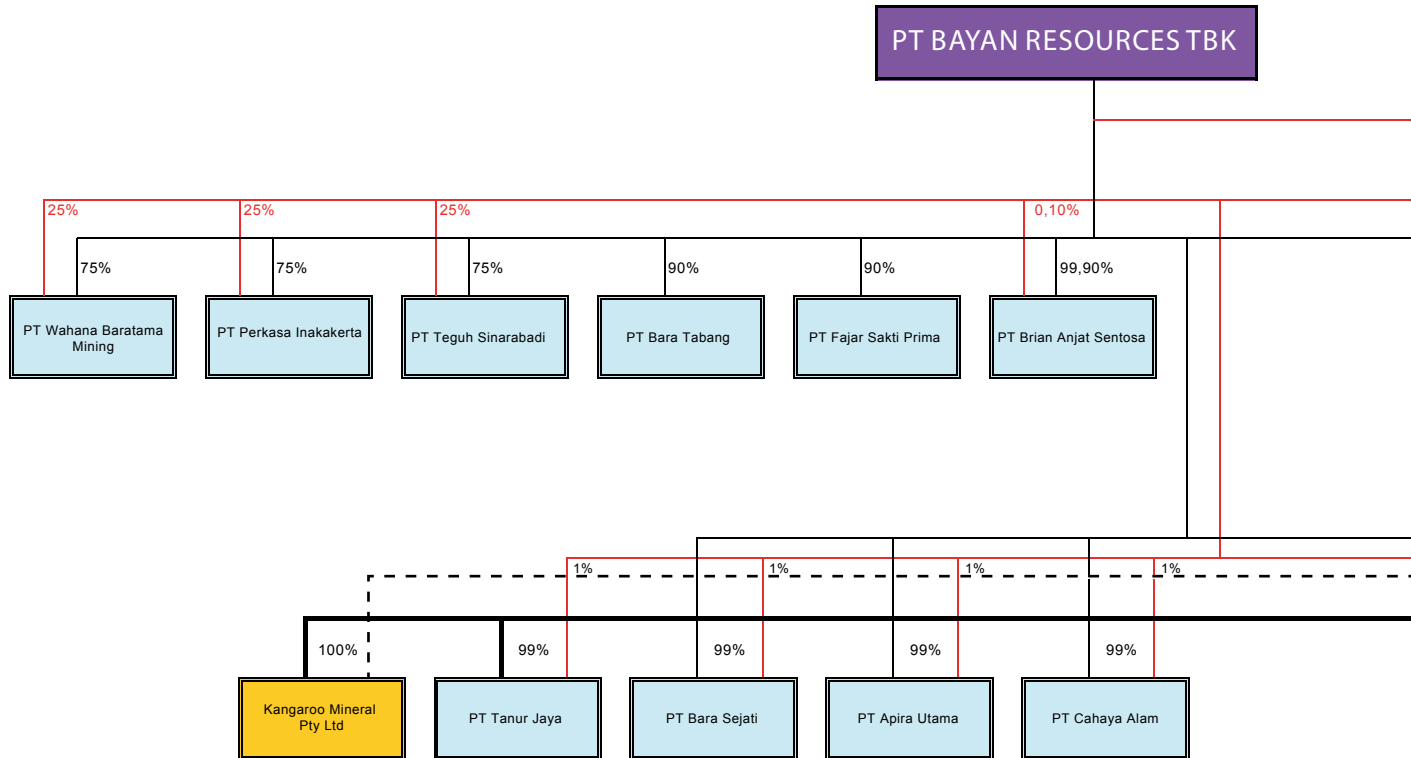 PT BAYAN RESOURCES TBK
25%
25%
25%
0,10%
75%
75%
75%
90%
90%
99,90%
PT Wahana Baratama
Mining
PT Perkasa Inakakerta
PT Teguh Sinarabadi
PT Bara Tabang
PT Fajar Sakti Prima
PT Brian Anjat Sentosa
1%
1%
1%
1%
100%
99%
99%
99%
99%
Kangaroo Mineral
Pty Ltd
PT Tanur Jaya
PT Bara Sejati
PT Apira Utama
PT Cahaya Alam